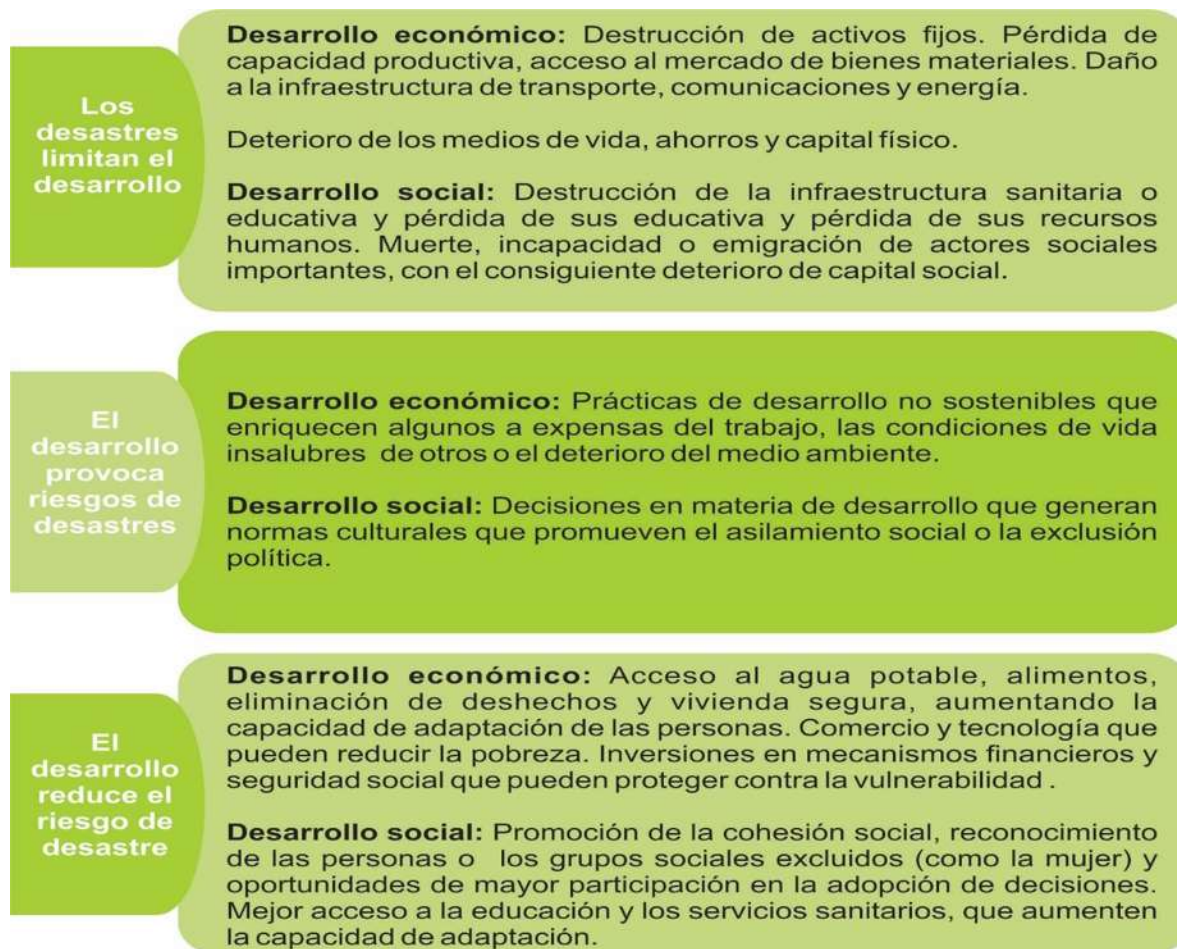 Los
desastres
limitan el
desarrollo
Desarrollo económico: Destrucción de activos fijos. Pérdida de
capacidad productiva, acceso al mercado de bienes materiales. Daño
a la infraestructura de transporte, comunicaciones y energía.
Deterioro de los medios de vida, ahorros y capital físico.
Desarrollo social: Destrucción de la infraestructura sanitaria o
educativa y pérdida de sus educativa y pérdida de sus recursos
humanos. Muerte, incapacidad o emigración de actores sociales
importantes, con el consiguiente deterioro de capital social.
El
desarrollo
provoca
riesgos de
desastres
Desarrollo económico: Prácticas de desarrollo no sostenibles que
enriquecen algunos a expensas del trabajo, las condiciones de vida
insalubres de otros o el deterioro del medio ambiente.
Desarrollo social: Decisiones en materia de desarrollo que generan
normas culturales que promueven el asilamiento social o la exclusión
política.
El
desarrollo
reduce el
riesgo de
desastre
Desarrollo económico: Acceso al agua potable, alimentos,
eliminación de deshechos y vivienda segura, aumentando la
capacidad de adaptación de las personas. Comercio y tecnología que
pueden reducir la pobreza. Inversiones en mecanismos financieros y
seguridad social que pueden proteger contra la vulnerabilidad .
Desarrollo social: Promoción de la cohesión social, reconocimiento
de las personas o los grupos sociales excluidos (como la mujer) y
oportunidades de mayor participación en la adopción de decisiones.
Mejor acceso a la educación y los servicios sanitarios, que aumenten
la capacidad de adaptación.